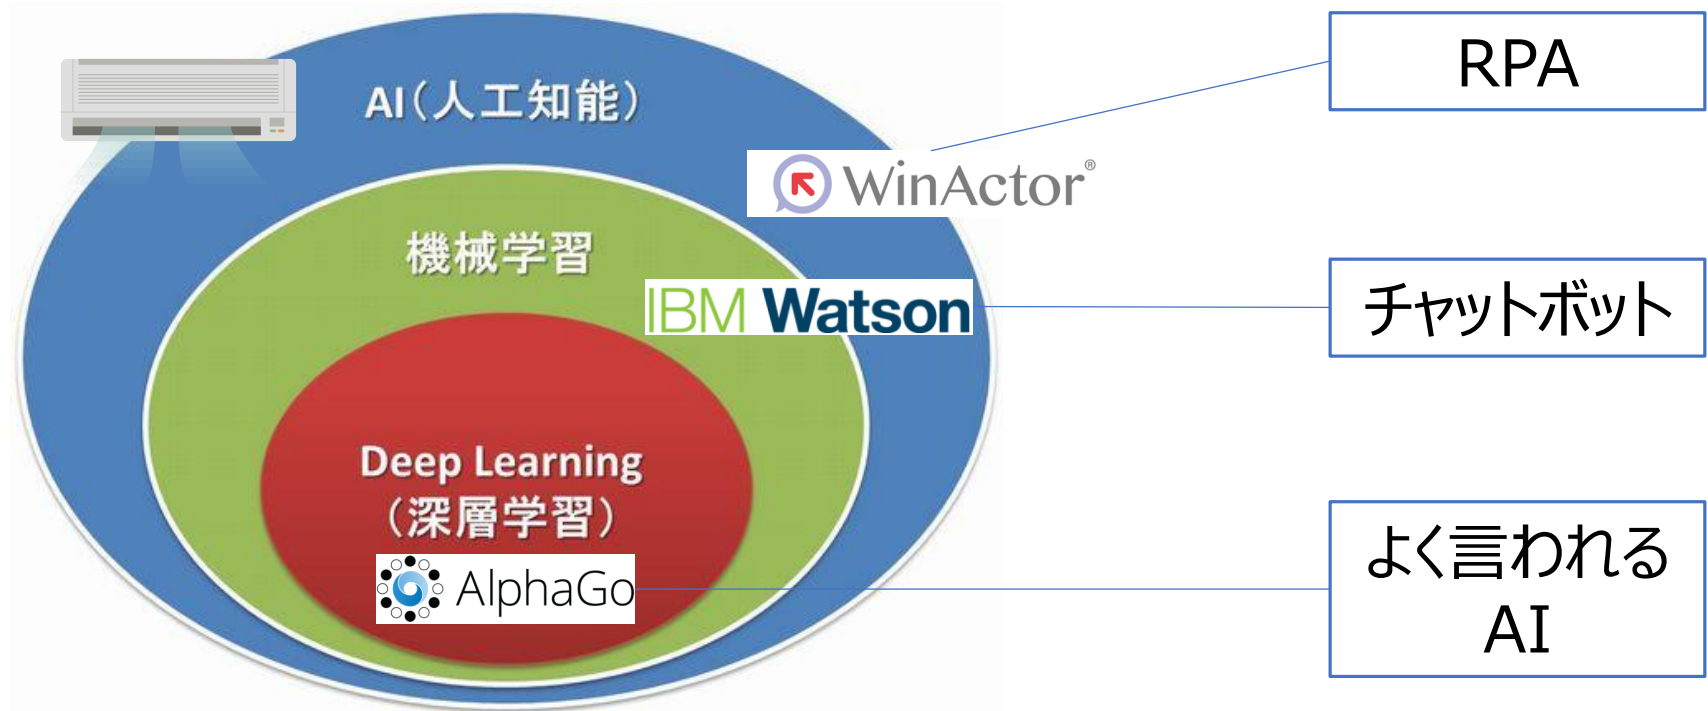 AI(人工知能)
RPA
WinActor®
機械学習
IBM Watson
チャットボット
Deep Learning
(深層学習)
AlphaGo
よく言われる
AI